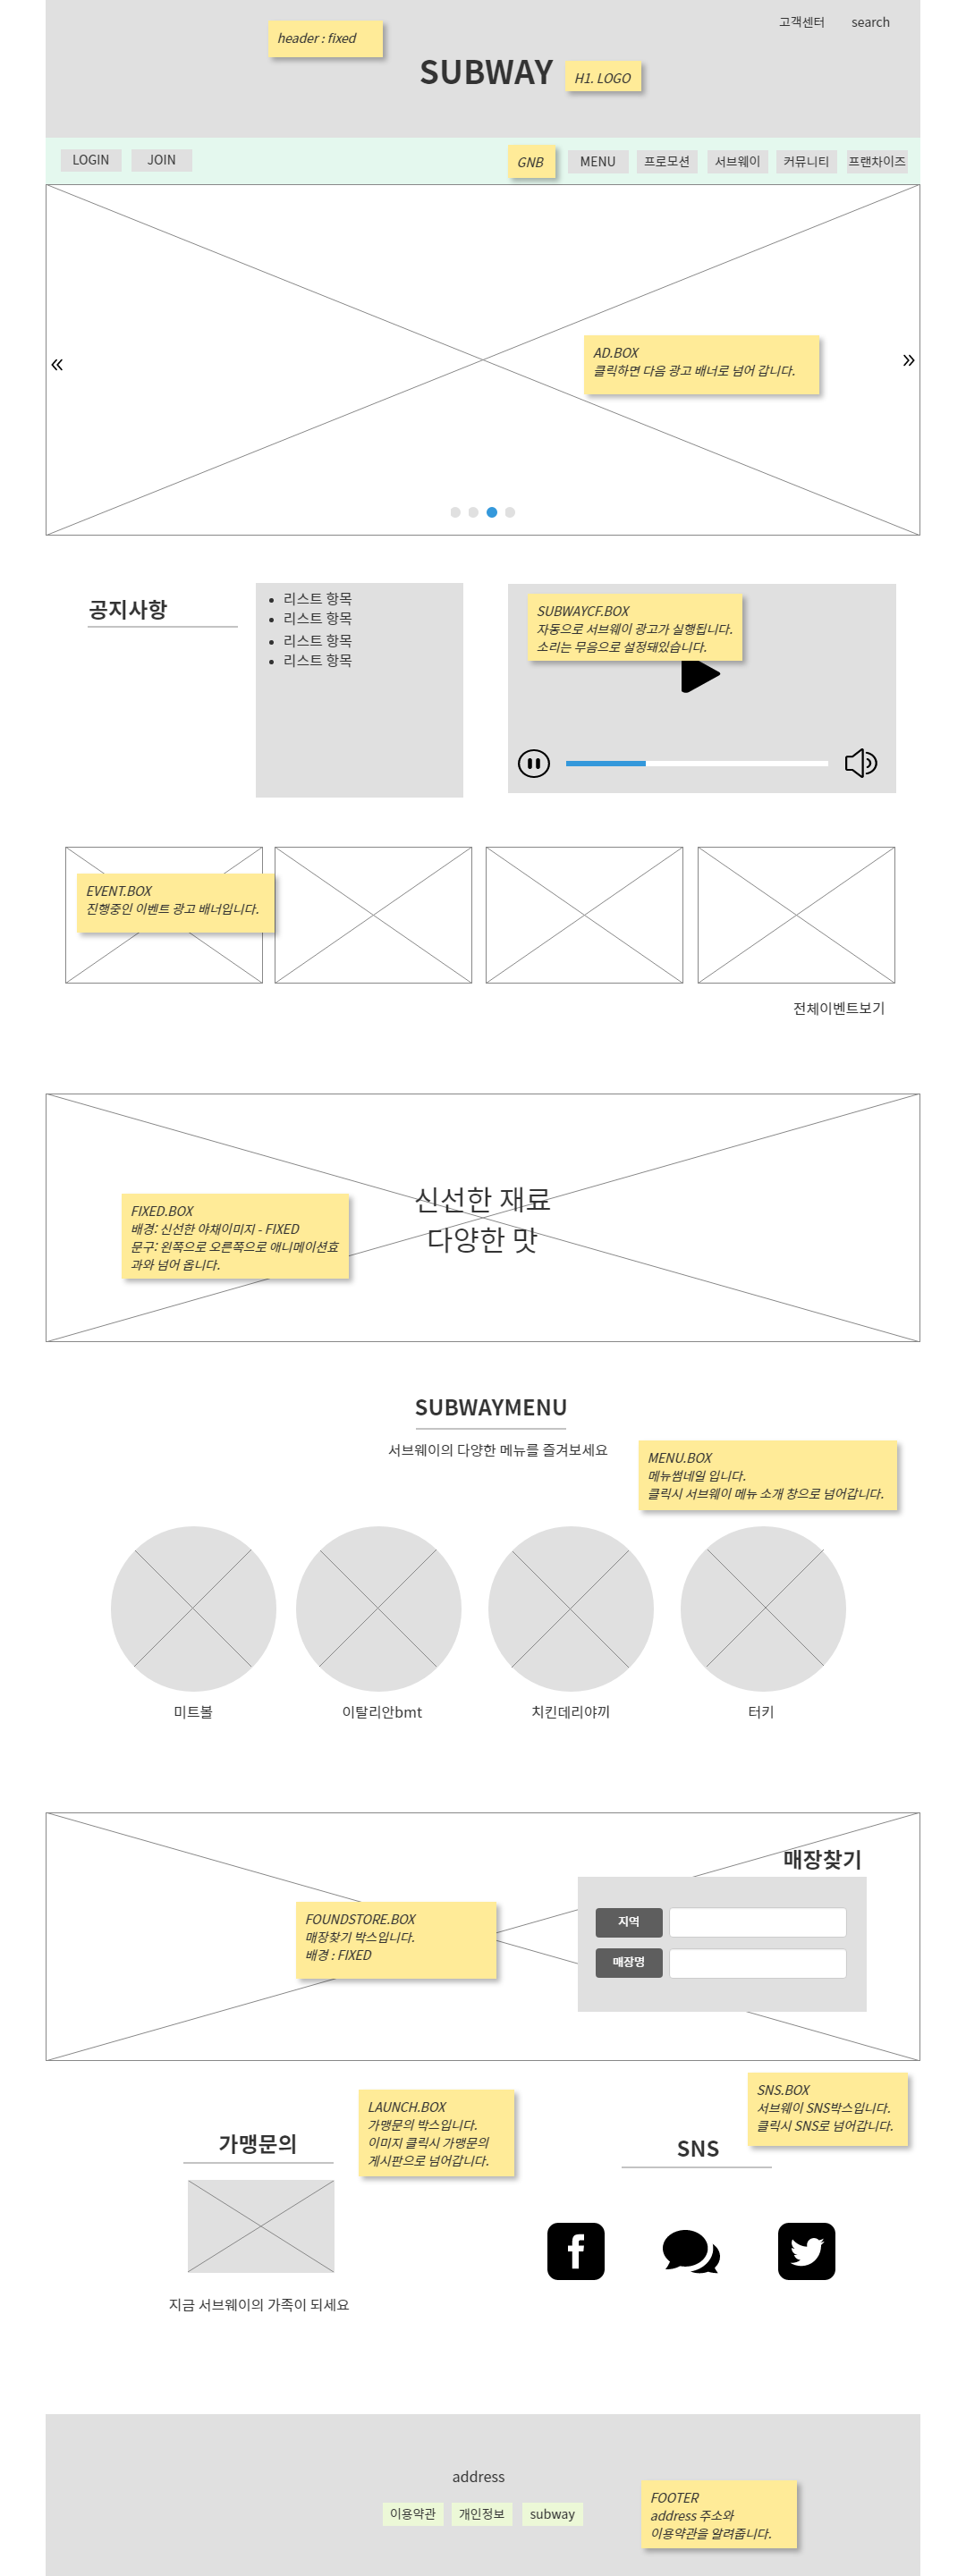 고객센터
search
header : fixed
SUBWAY
H1. LOGO
LOGIN
JOIN
GNB
MENU
프로모션
서브웨이
커뮤니티
프랜차이즈
AD.BOX
클릭하면 다음 광고 배너로 넘어 갑니다.
공지사항
리스트 항목
리스트 항목
리스트 항목
리스트 항목
SUBWAYCF.BOX
자동으로 서브웨이 광고가 실행됩니다.
소리는 무음으로 설정돼있습니다.
EVENT.BOX
진행중인 이벤트 광고 배너입니다.
전체이벤트보기
신선한 재료
다양한 맛
FIXED.BOX
배경: 신선한 야채이미지 - FIXED
문구: 왼쪽으로 오른쪽으로 애니메이션효
과와 넘어 옵니다.
SUBWAYMENU
서브웨이의 다양한 메뉴를 즐겨보세요
MENU.BOX
메뉴썸네일 입니다.
클릭시 서브웨이 메뉴 소개 창으로 넘어갑니다.
미트볼
이탈리안bmt
치킨데리야끼
터키
매장찾기
지역
매장명
FOUNDSTORE.BOX
매장찾기 박스입니다.
배경 : FIXED
가맹문의
LAUNCH.BOX
가맹문의 박스입니다.
이미지 클릭시 가맹문의
게시판으로 넘어갑니다.
지금 서브웨이의 가족이 되세요
SNS.BOX
서브웨이 SNS박스입니다.
클릭시 SNS로 넘어갑니다.
SNS
address
이용약관
개인정보
subway
FOOTER
address 주소와
이용약관을 알려줍니다.